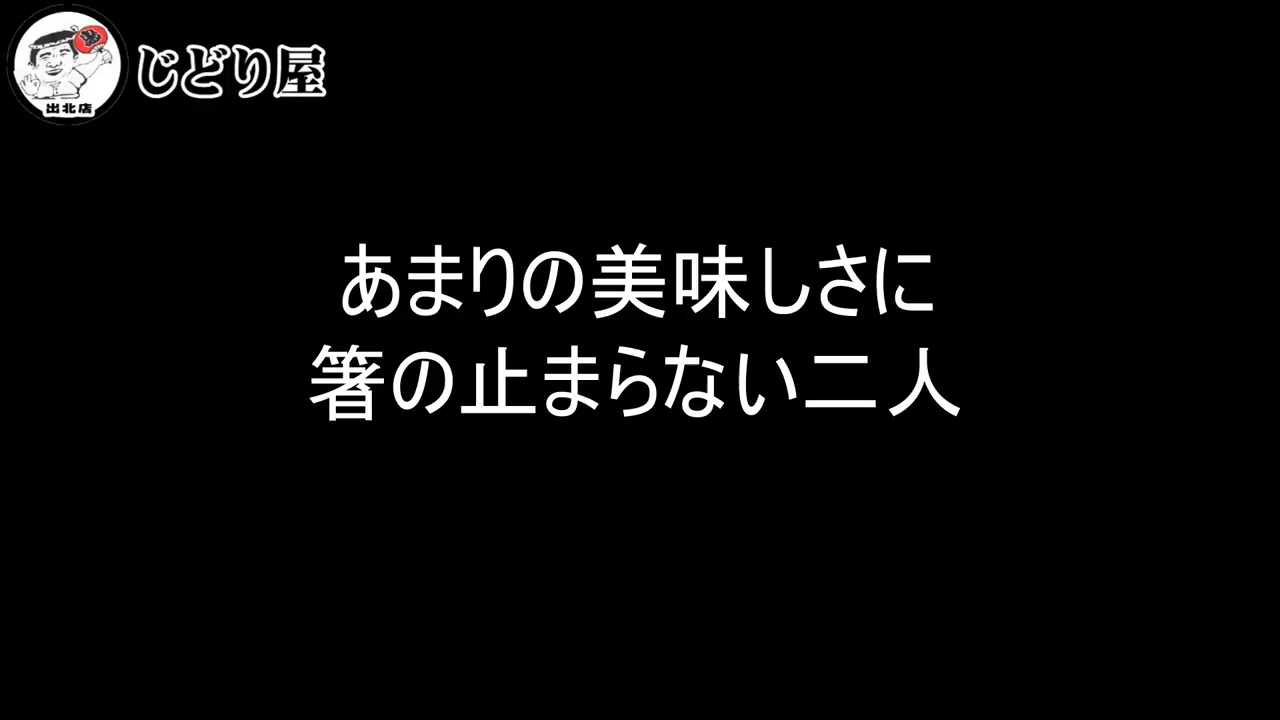 じどり屋
出北店
あまりの美味しさに
箸の止まらない二人